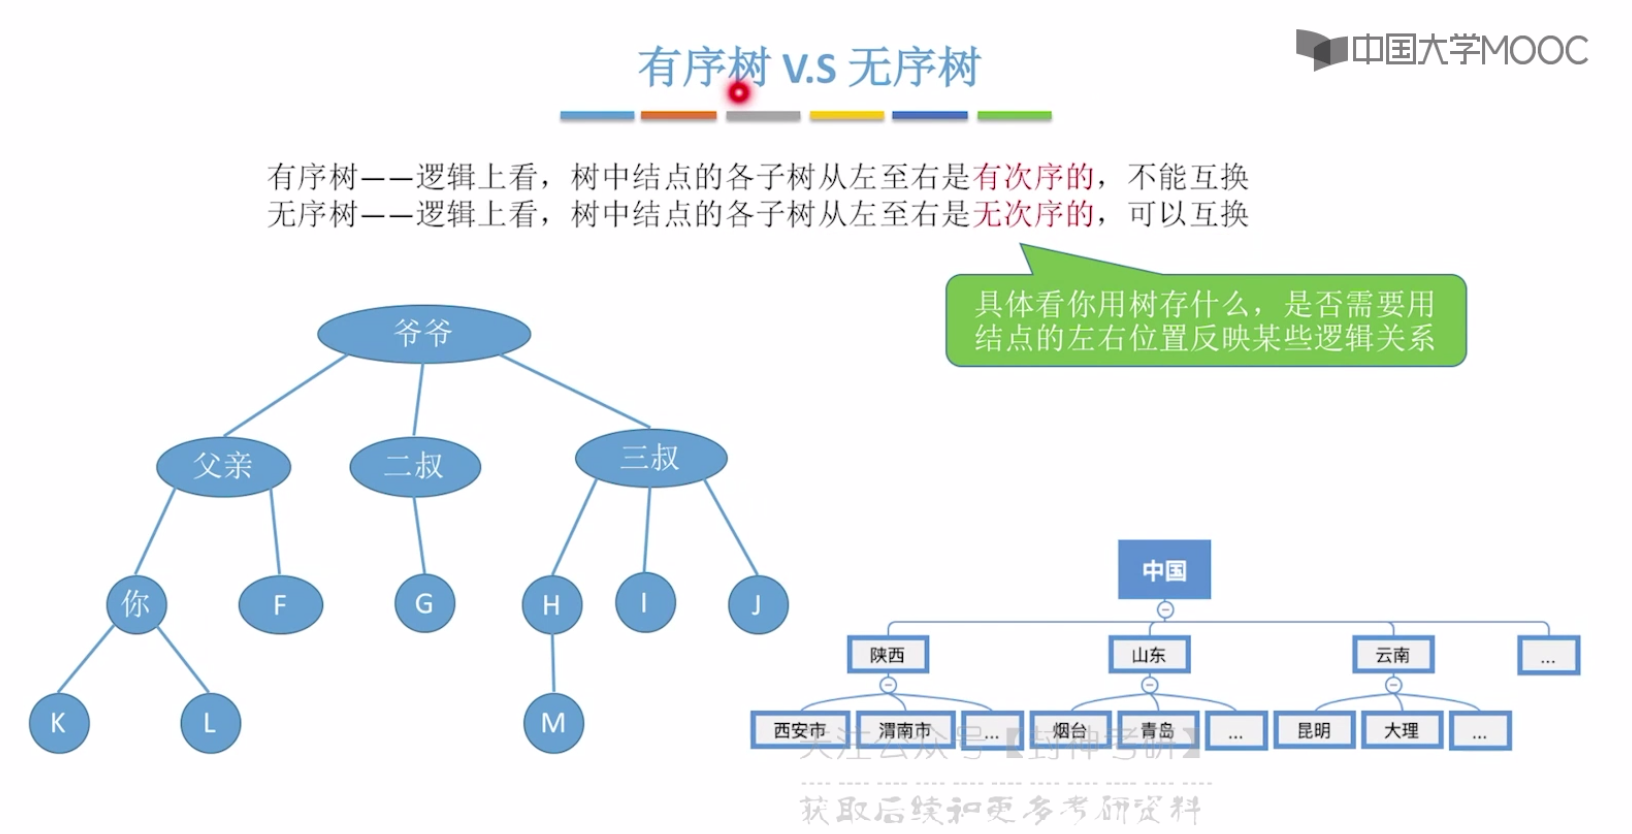 中国大学MOOC
有序树 V.S 无序树
有序树——逻辑上看，树中结点的各子树从左至右是有次序的，不能互换
无序树——逻辑上看，树中结点的各子树从左至右是无次序的，可以互换
具体看你用树存什么，是否需要用
结点的左右位置反映某些逻辑关系
爷爷
父亲 二叔 三叔
你 F G H I J
K L M
中国
陕西 山东 云南 ...
西安市 渭南市 ... 烟台 青岛 ... 昆明 大理 ...
关注公众号【封神考研】
获取后续和更多考研资料